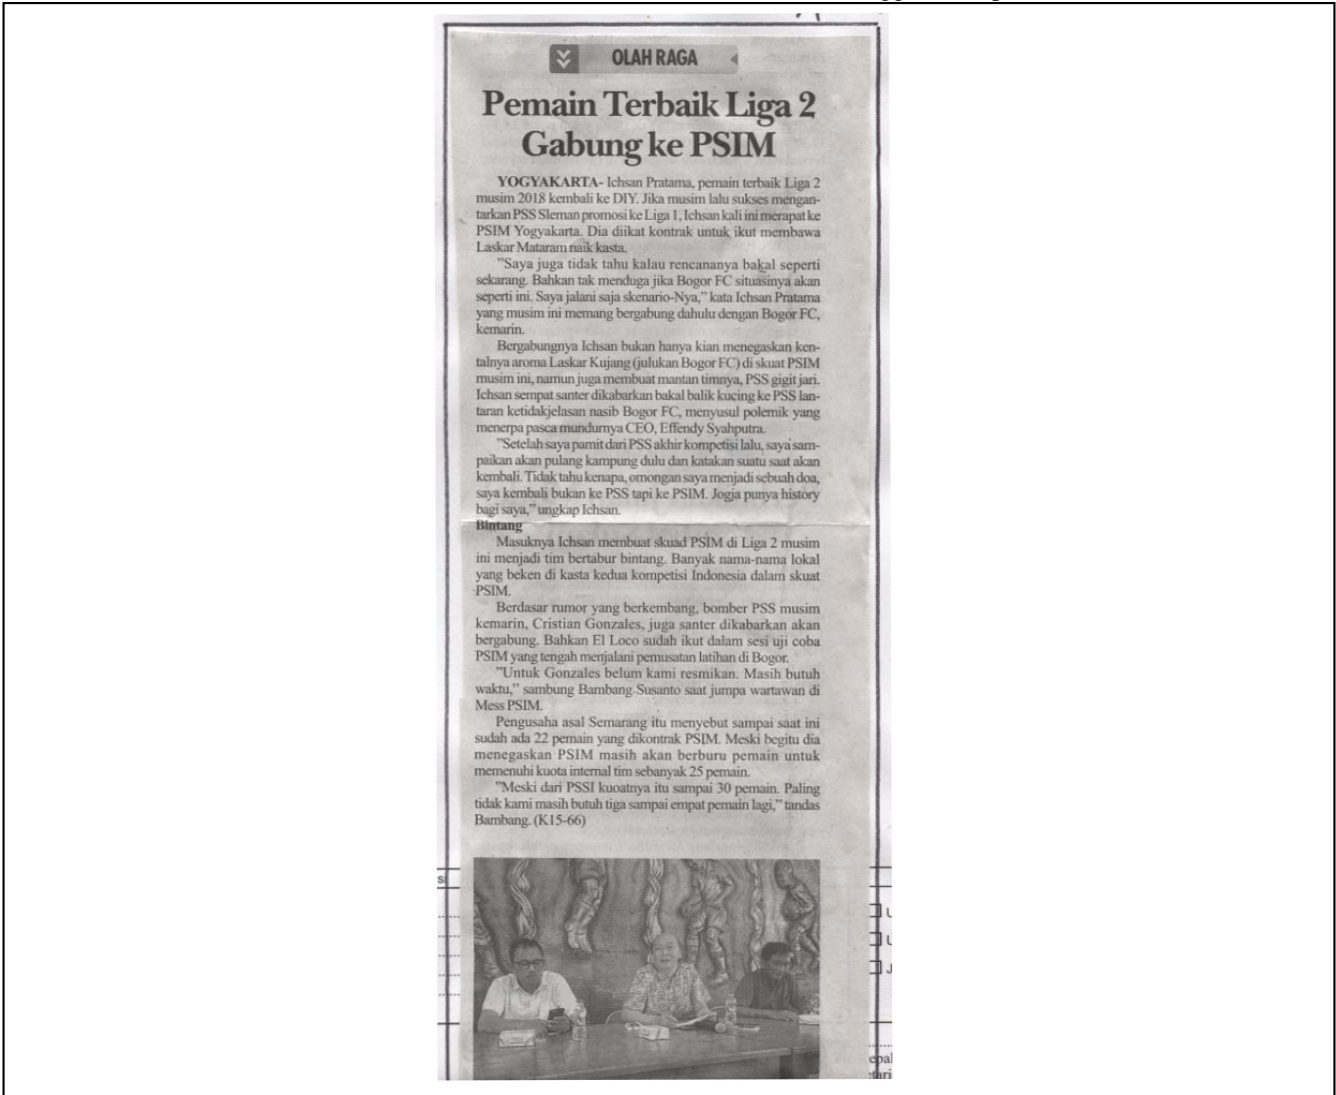 OLAH RAGA
Pemain Terbaik Liga 2
Gabung ke PSIM
YOGYAKARTA- Ichsan Pratama, pemain terbaik Liga 2
musim 2018 kembali ke DIY. Jika musim lalu sukses mengan-
tarkan PSS Sleman promosi ke Liga 1, Ichsan kali ini merapat ke
PSIM Yogyakarta. Dia diikat kontrak untuk ikut membawa
Laskar Mataram naik kasta.
"Saya juga tidak tahu kalau rencananya bakal seperti
sekarang. Bahkan tak menduga jika Bogor FC situasinya akan
seperti ini. Saya jalani saja skenario-Nya," kata Ichsan Pratama
yang musim ini memang bergabung dahulu dengan Bogor FC,
kemarin.
Bergabungnya Ichsan bukan hanya kian menegaskan ken-
talnya aroma Laskar Kujang (julukan Bogor FC) di skuat PSIM
musim ini, namun juga membuat mantan timnya, PSS gigit jari.
Ichsan sempat santer dikabarkan bakal balik kucing ke PSS lan-
taran ketidakjelasan nasib Bogor FC, menyusul polemik yang
menerpa pasca mundurnya CEO, Effendy Syahputra.
"Setelah saya pamit dari PSS akhir kompetisi lalu, saya sam-
paikan akan pulang kampung dulu dan katakan suatu saat akan
kembali. Tidak tahu kenapa, omongan saya menjadi sebuah doa,
saya kembali bukan ke PSS tapi ke PSIM. Jogja punya history
bagi saya," ungkap Ichsan.
Bintang
Masuknya Ichsan membuat skuad PSIM di Liga 2 musim
ini menjadi tim bertabur bintang. Banyak nama-nama lokal
yang beken di kasta kedua kompetisi Indonesia dalam skuat
PSIM.
Berdasar rumor yang berkembang, bomber PSS musim
kemarin, Cristian Gonzales, juga santer dikabarkan akan
bergabung. Bahkan El Loco sudah ikut dalam sesi uji coba
PSIM yang tengah menjalani pemusatan latihan di Bogor.
"Untuk Gonzales belum kami resmikan. Masih butuh
waktu," sambung Bambang Susanto saat jumpa wartawan di
Mess PSIM.
Pengusaha asal Semarang itu menyebut sampai saat ini
sudah ada 22 pemain yang dikontrak PSIM. Meski begitu dia
menegaskan PSIM masih akan berburu pemain untuk
memenuhi kuota internal tim sebanyak 25 pemain.
"Meski dari PSSI kuoatnya itu sampai 30 pemain. Paling
tidak kami masih butuh tiga sampai empat pemain lagi," tandas
Bambang. (K15-66)